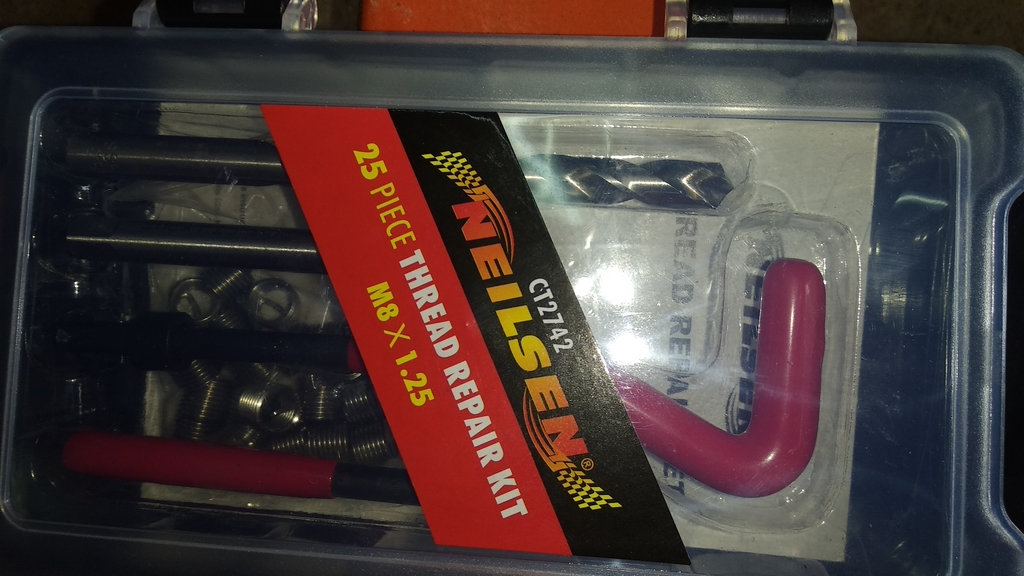 CT2742
NEILSEN®
25 PIECE THREAD REPAIR KIT
M8 X 1.25